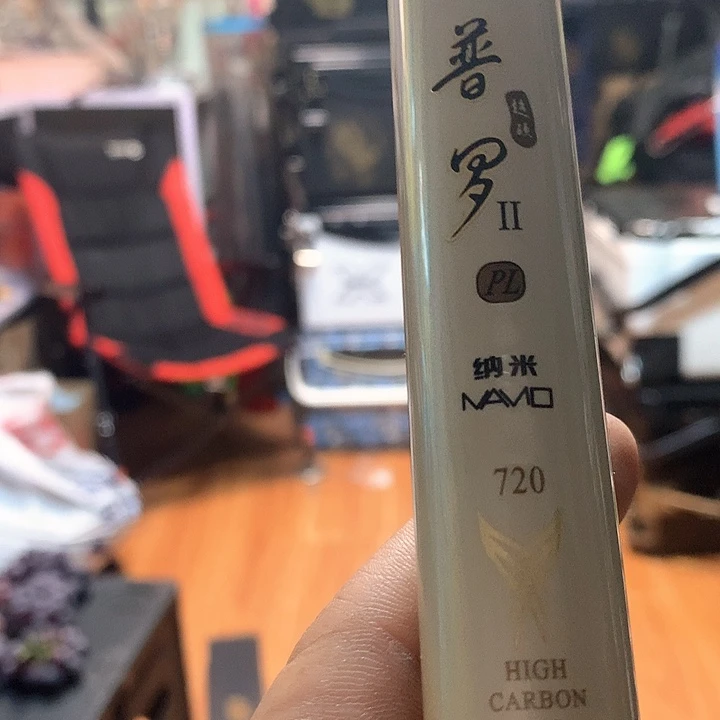 普
罗II
PL
纳米
NANO
720
HIGH
CARBON